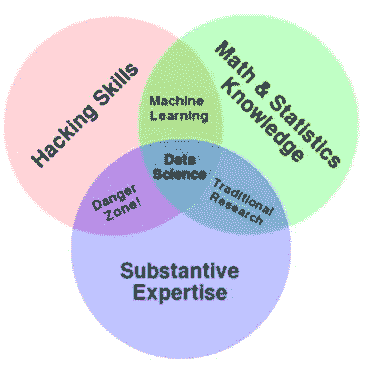 Hacking Skills
Math & Statistics
Knowledge
Machine
Learning
Data
Science
Danger
Zone!
Traditional
Research
Substantive
Expertise